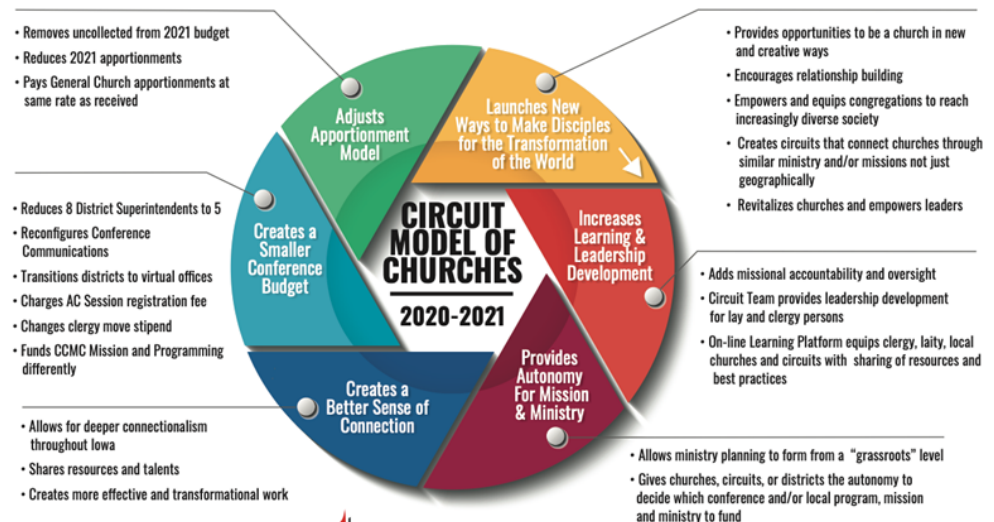 • Removes uncollected from 2021 budget
• Reduces 2021 apportionments
• Pays General Church apportionments at
same rate as received
Adjusts
Apportionment
Model
Launches New
Ways to Make Disciples
for the Transformation
of the World
• Provides opportunities to be a church in new
and creative ways
• Encourages relationship building
• Empowers and equips congregations to reach
increasingly diverse society
• Creates circuits that connect churches through
similar ministry and/or missions not just
geographically
• Revitalizes churches and empowers leaders
• Reduces 8 District Superintendents to 5
• Reconfigures Conference
Communications
• Transitions districts to virtual offices
• Charges AC Session registration fee
• Changes clergy move stipend
• Funds CCMC Mission and Programming
differently
Creates a
Smaller
Conference
Budget
CIRCUIT
MODEL OF
CHURCHES
2020-2021
Increases
Learning &
Leadership
Development
• Adds missional accountability and oversight
• Circuit Team provides leadership development
for lay and clergy persons
• On-line Learning Platform equips clergy, laity, local
churches and circuits with sharing of resources and
best practices
Creates a
Better Sense of
Connection
Provides
Autonomy
For Mission
& Ministry
• Allows for deeper connectionalism
throughout Iowa
• Shares resources and talents
• Creates more effective and transformational work
• Allows ministry planning to form from a "grassroots" level
• Gives churches, circuits, or districts the autonomy to
decide which conference and/or local program, mission
and ministry to fund